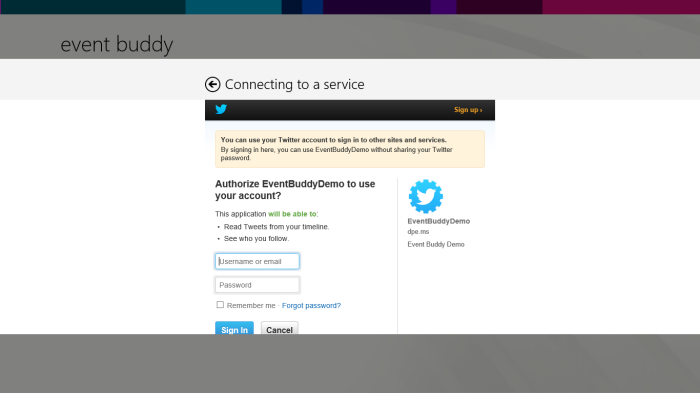 event buddy
Connecting to a service
Sign up ›
You can use your Twitter account to sign in to other sites and services.
By signing in here, you can use EventBuddyDemo without sharing your Twitter
password.
Authorize EventBuddyDemo to use
your account?
This application will be able to:
• Read Tweets from your timeline.
• See who you follow.
Username or email
Password
Remember me · Forgot password?
Sign In
Cancel
EventBuddyDemo
dpe.ms
Event Buddy Demo